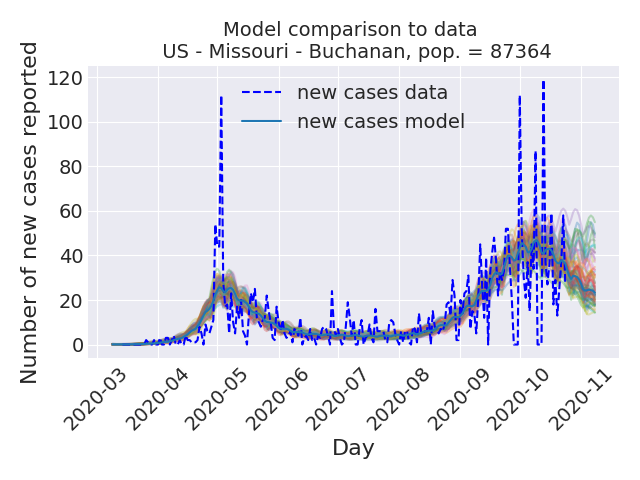 Model comparison to data
US - Missouri - Buchanan, pop. = 87364
Number of new cases reported
120
100
80
60
40
20
0
new cases data
new cases model
2020-03
2020-04
2020-05
2020-06
2020-07
2020-08
2020-09
2020-10
2020-11
Day